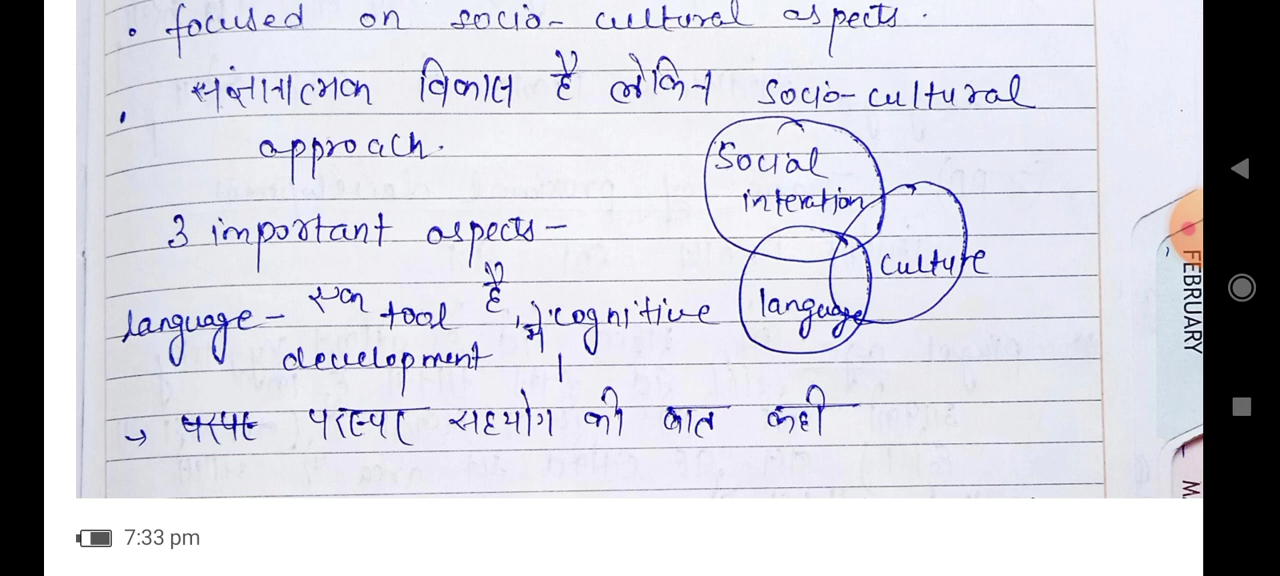 • focused on socio-cultural aspects.
• संज्ञानात्मक विकास है लेकिन socio-cultural
approach.
Social
interation
3 important aspects-
culture
language
language- एक tool है, में cognitive
development |
→ परस्पर सहयोग की बात कही
FEBRUARY
M
7:33 pm